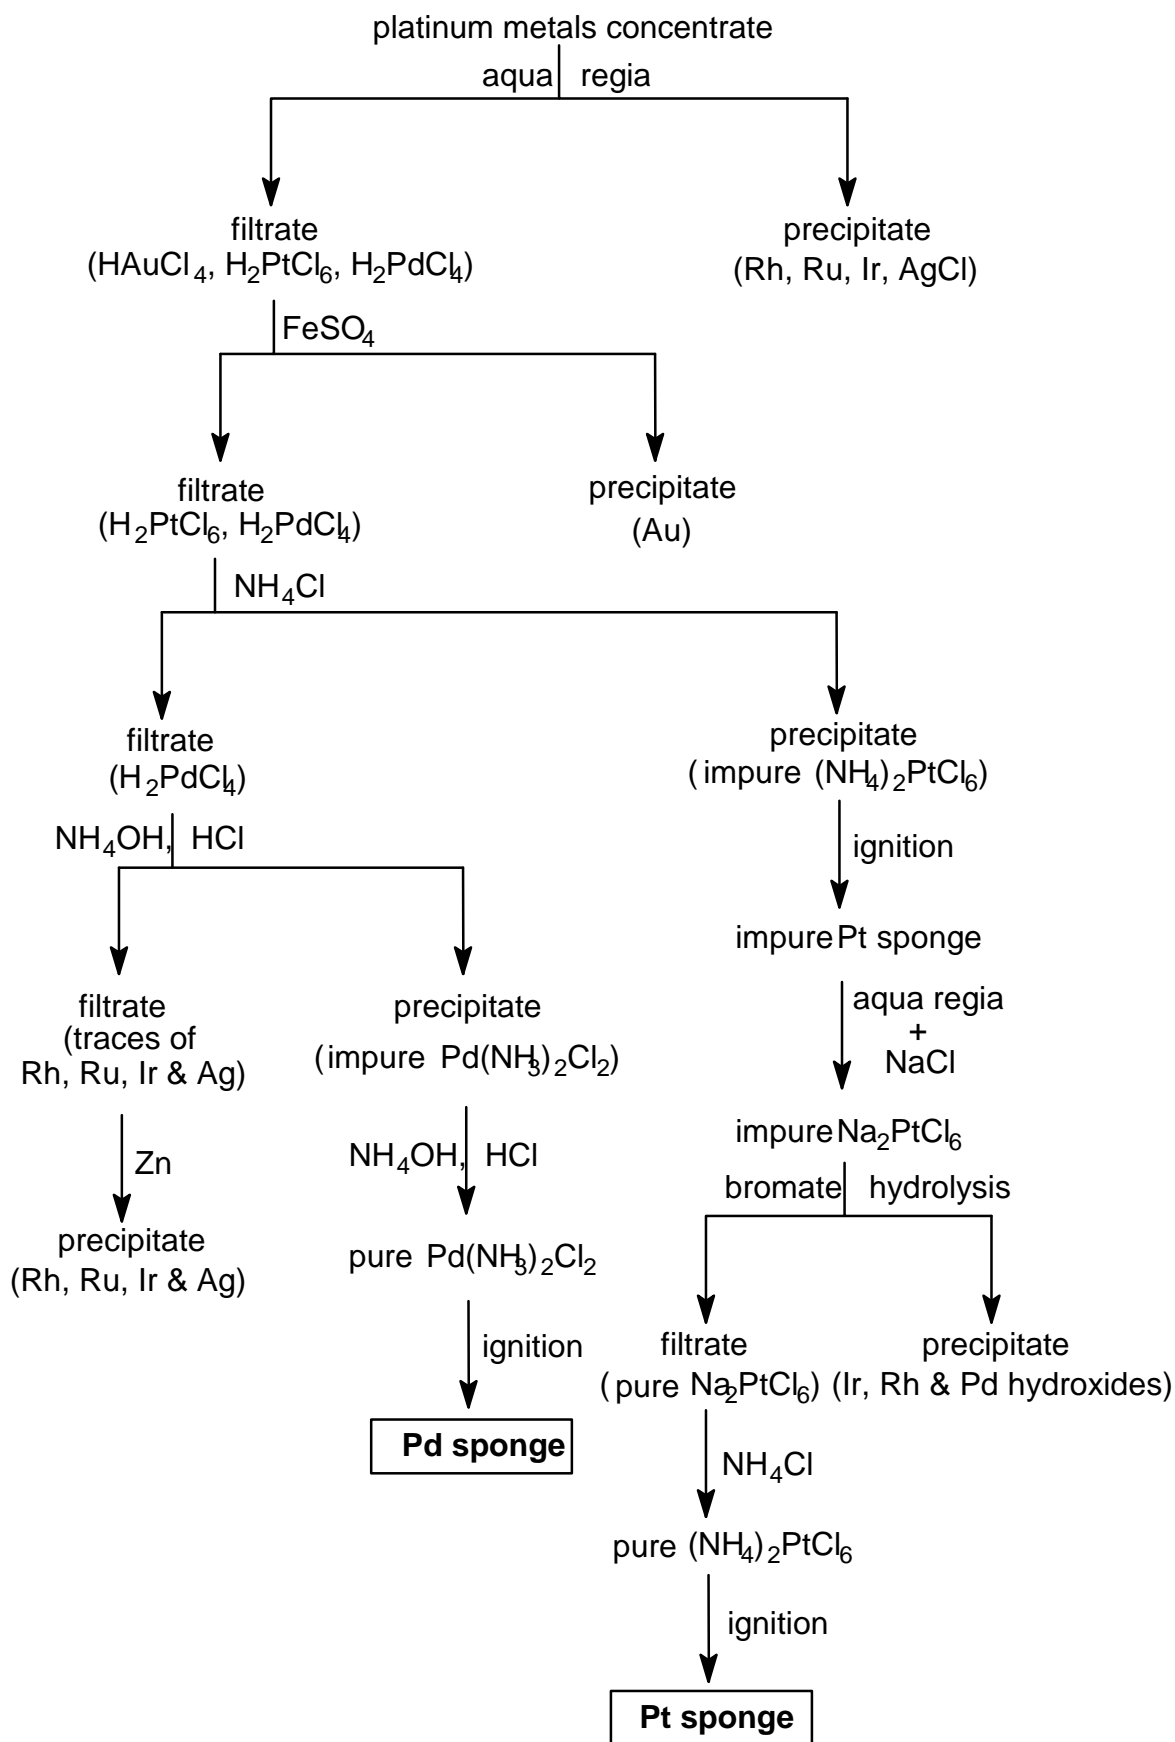 platinum metals concentrate
aqua regia
filtrate
(HAuCl4, H2PtCl6, H2PdCl4)
precipitate
(Rh, Ru, Ir, AgCl)
FeSO4
filtrate
(H2PtCl6, H2PdCl4)
precipitate
(Au)
NH4Cl
filtrate
(H2PdCl4)
precipitate
(impure (NH4)2PtCl6)
NH4OH, HCl
ignition
impure Pt sponge
filtrate
(traces of
Rh, Ru, Ir & Ag)
precipitate
(impure Pd(NH3)2Cl2)
aqua regia
+
NaCl
impure Na2PtCl6
Zn
NH4OH, HCl
bromate hydrolysis
precipitate
(Rh, Ru, Ir & Ag)
pure Pd(NH3)2Cl2
ignition
filtrate
(pure Na2PtCl6)
precipitate
(Ir, Rh & Pd hydroxides)
Pd sponge
NH4Cl
pure (NH4)2PtCl6
ignition
Pt sponge